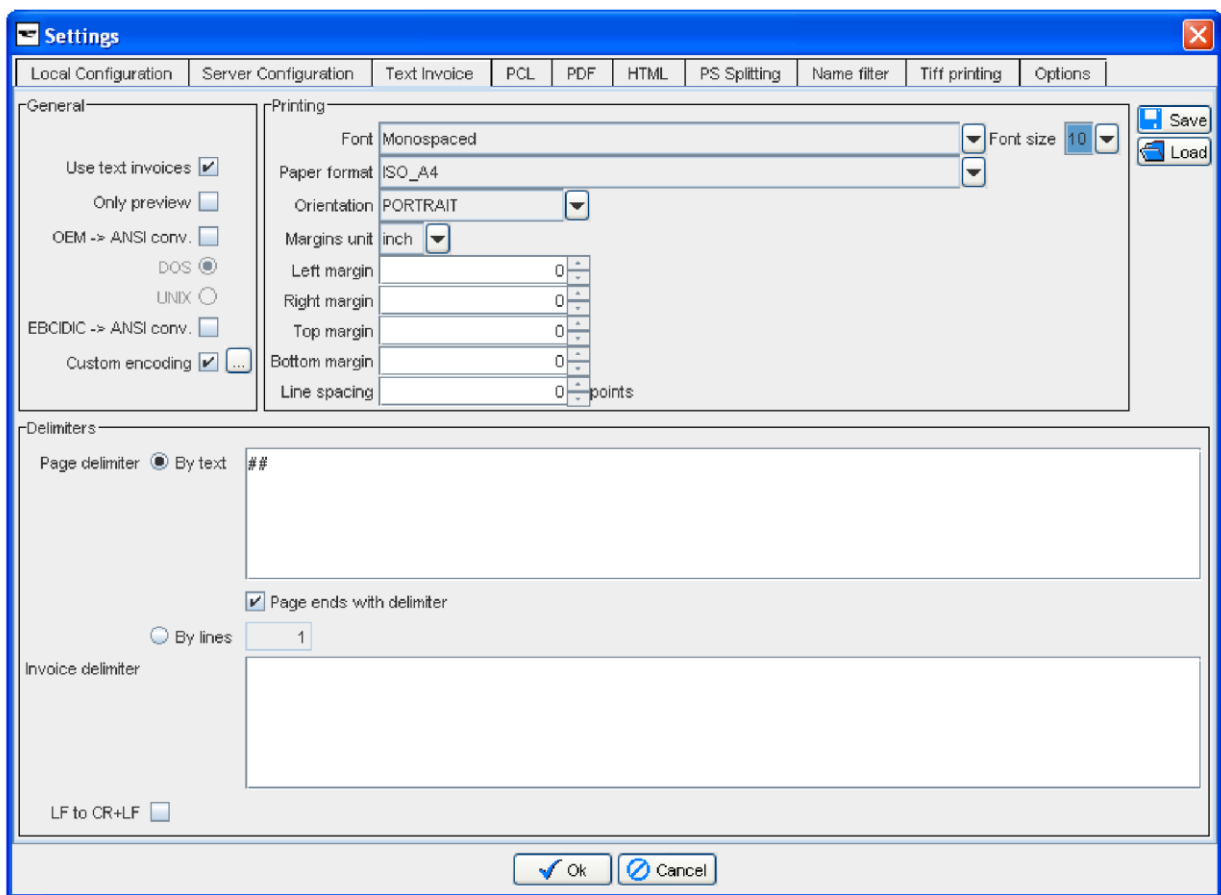 Settings
Local Configuration Server Configuration Text Invoice PCL PDF HTML PS Splitting Name filter Tiff printing Options
General
Use text invoices
Only preview
OEM -> ANSI conv.
DOS
UNIX
EBCIDIC -> ANSI conv.
Custom encoding ...
Printing
Font Monospaced Font size 10
Paper format ISO_A4
Orientation PORTRAIT
Margins unit inch
Left margin 0
Right margin 0
Top margin 0
Bottom margin 0
Line spacing 0 points
Save
Load
Delimiters
Page delimiter By text ##
Page ends with delimiter
By lines 1
Invoice delimiter
LF to CR+LF
Ok Cancel